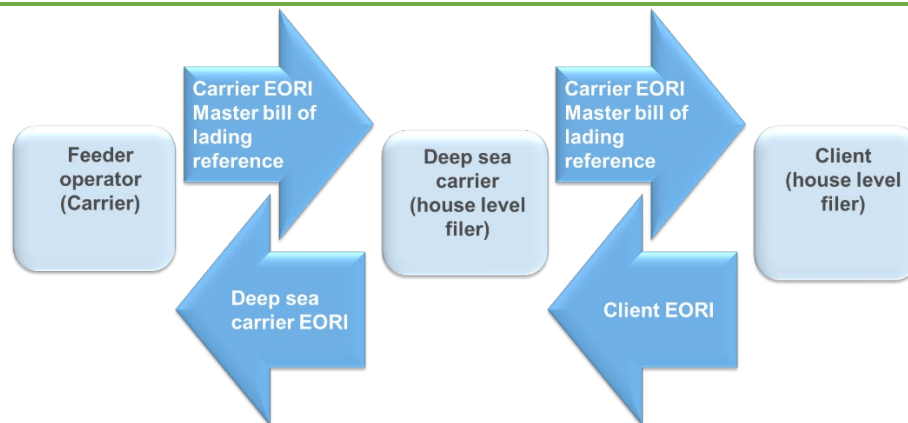 Feeder
operator
(Carrier)
Carrier EORI
Master bill of
lading
reference
Deep sea
carrier EORI
Deep sea
carrier
(house level
filer)
Carrier EORI
Master bill of
lading
reference
Client EORI
Client
(house level
filer)